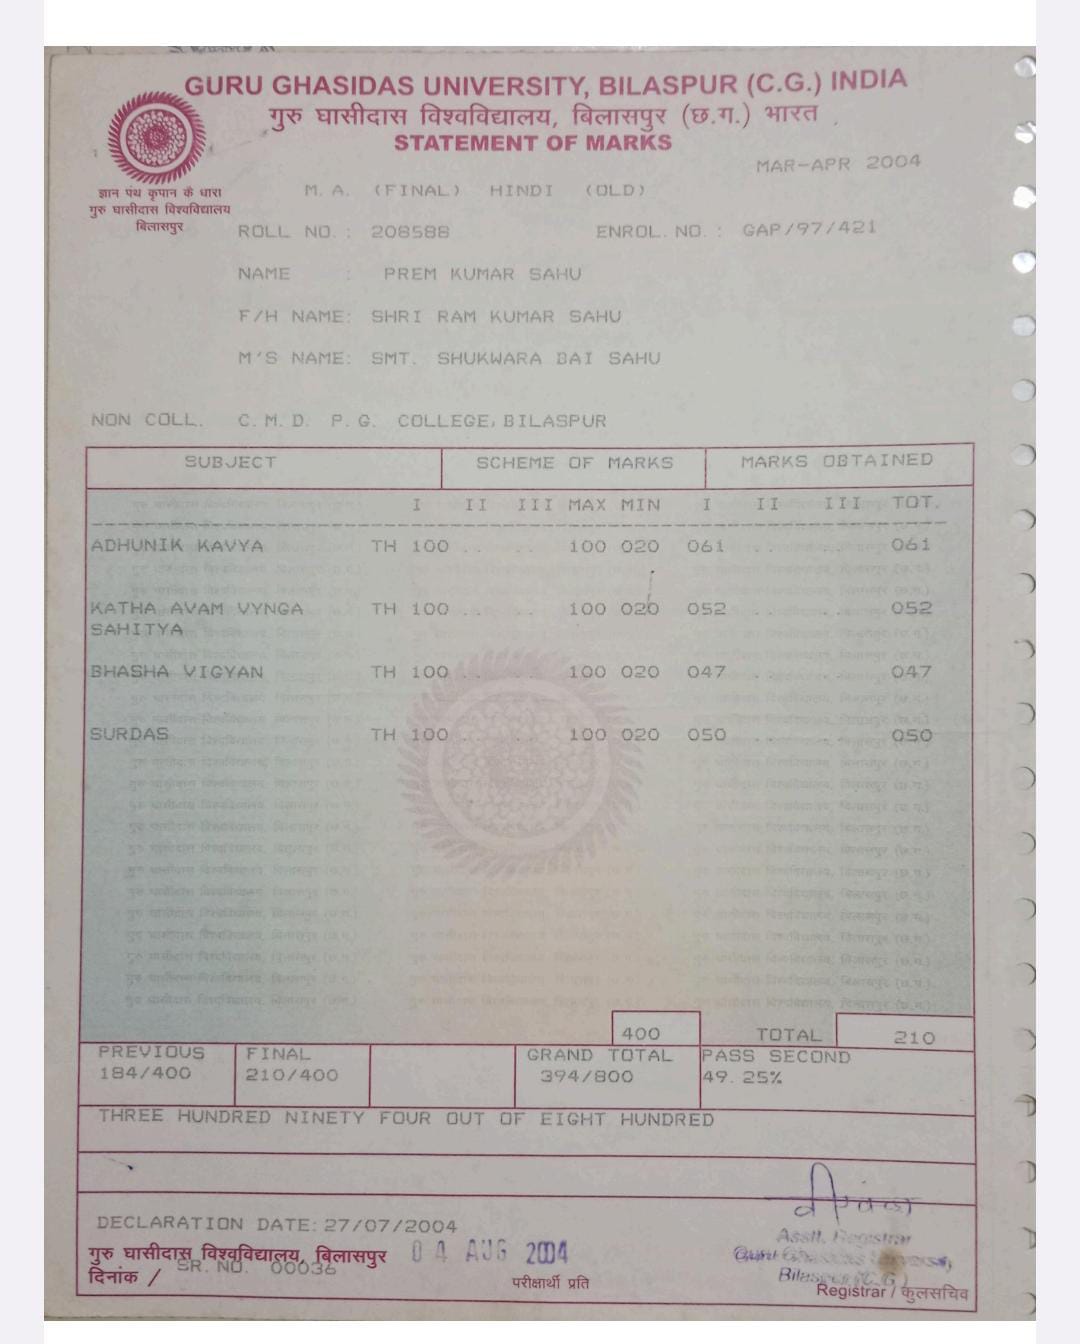 GURU GHASIDAS UNIVERSITY, BILASPUR (C.G.) INDIA
गुरु घासीदास विश्वविद्यालय, बिलासपुर (छ.ग.) भारत
STATEMENT OF MARKS
MAR-APR 2004
M. A. (FINAL) HINDI (OLD)
ज्ञान पंथ कृपान के धारा
गुरु घासीदास विश्वविद्यालय
बिलासपुर
ROLL NO. : 208588 ENROL. NO. : GAP/97/421
NAME : PREM KUMAR SAHU
F/H NAME: SHRI RAM KUMAR SAHU
M'S NAME: SMT. SHUKWARA BAI SAHU
NON COLL. C. M. D. P. G. COLLEGE, BILASPUR
SUBJECT SCHEME OF MARKS MARKS OBTAINED
I II III MAX MIN I II III TOT.
ADHUNIK KAVYA TH 100 .. .. 100 020 061 .. .. 061
KATHA AVAM VYNGA TH 100 .. .. 100 020 052 .. .. 052
SAHITYA
BHASHA VIGYAN TH 100 .. .. 100 020 047 .. .. 047
SURDAS TH 100 .. .. 100 020 050 .. .. 050
400 TOTAL 210
PREVIOUS FINAL GRAND TOTAL PASS SECOND
184/400 210/400 394/800 49. 25%
THREE HUNDRED NINETY FOUR OUT OF EIGHT HUNDRED
DECLARATION DATE: 27/07/2004
गुरु घासीदास विश्वविद्यालय, बिलासपुर 04 AUG 2004
दिनांक / SR. NO. 00036
परीक्षार्थी प्रति
Asstt. Registrar
Guru Ghasidas
Bilaspur (C.G.)
Registrar / कुलसचिव